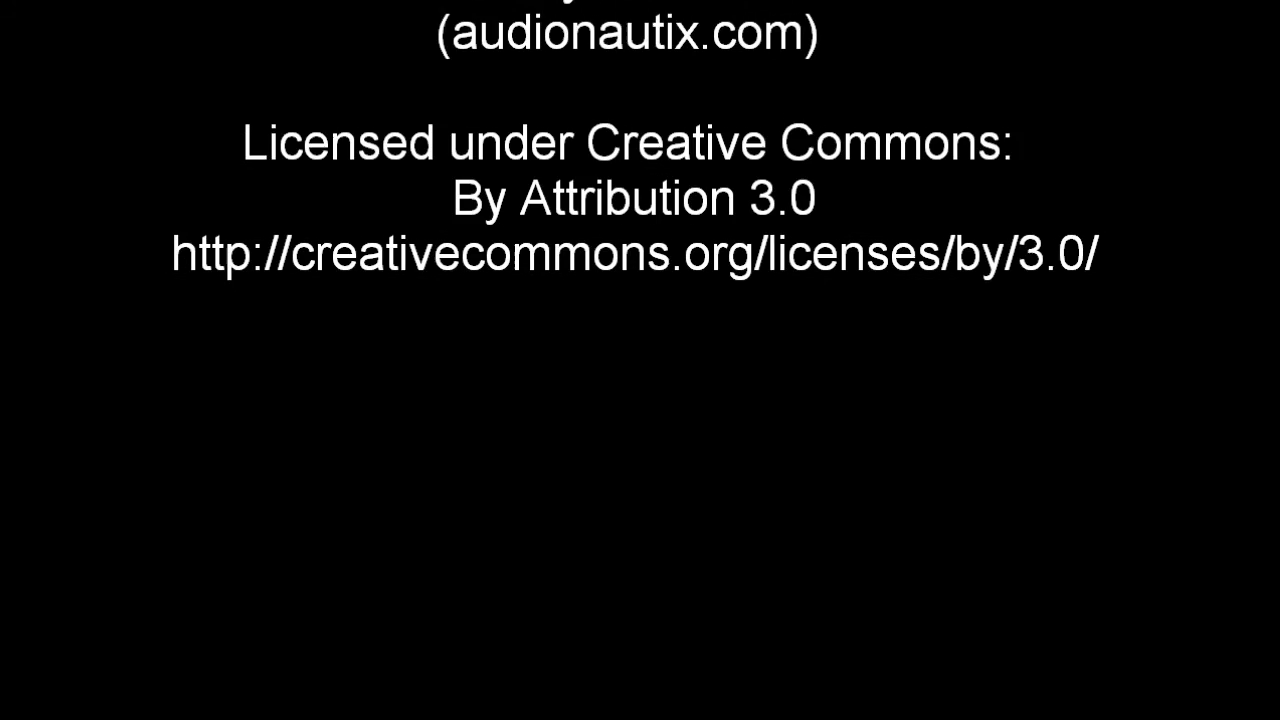 (audionautix.com)
Licensed under Creative Commons:
By Attribution 3.0
http://creativecommons.org/licenses/by/3.0/